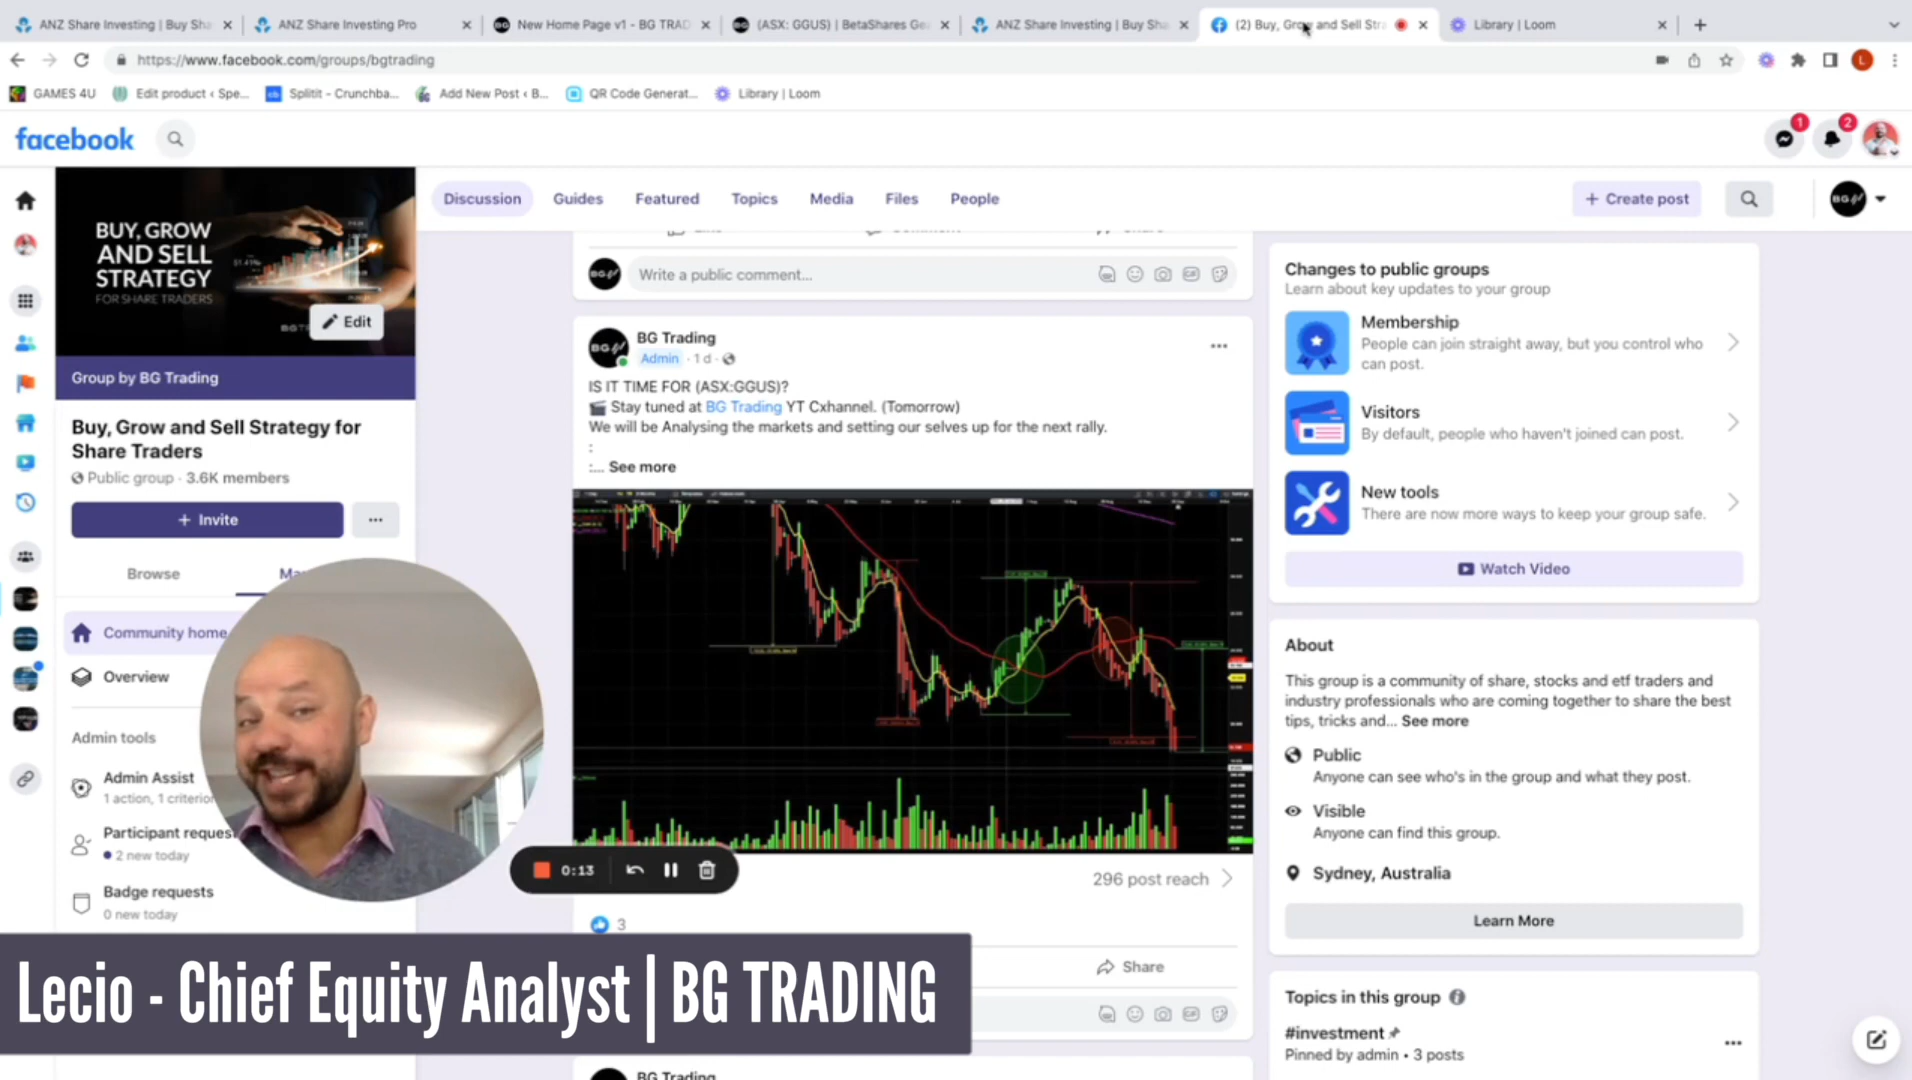 ANZ Share Investing | Buy Sha
ANZ Share Investing Pro
New Home Page v1 - BG TRAD
(ASX: GGUS) | BetaShares Ge
ANZ Share Investing | Buy Sha
(2) Buy, Grow and Sell Stra
Library | Loom
https://www.facebook.com/groups/bgtrading
L
GAMES 4U
Edit product ‹ Spe...
Splitit - Crunchba...
Add New Post ‹ B...
QR Code Generat...
Library | Loom
facebook
1
2
BUY, GROW
AND SELL
STRATEGY
FOR SHARE TRADERS
Edit
Group by BG Trading
Buy, Grow and Sell Strategy for
Share Traders
Public group · 3.6K members
+ Invite
Browse
Community home
Overview
Admin tools
Admin Assist
1 action, 1 criterion
Participant requests
2 new today
Badge requests
0 new today
Discussion
Guides
Featured
Topics
Media
Files
People
+ Create post
Write a public comment...
BG Trading
Admin · 1 d ·
IS IT TIME FOR (ASX:GGUS)?
Stay tuned at BG Trading YT Cxhannel. (Tomorrow)
We will be Analysing the markets and setting our selves up for the next rally.
:
:... See more
0:13
296 post reach
3
Share
BG Trading
Changes to public groups
Learn about key updates to your group
Membership
People can join straight away, but you control who
can post.
Visitors
By default, people who haven't joined can post.
New tools
There are now more ways to keep your group safe.
Watch Video
About
This group is a community of share, stocks and etf traders and
industry professionals who are coming together to share the best
tips, tricks and... See more
Public
Anyone can see who's in the group and what they post.
Visible
Anyone can find this group.
Sydney, Australia
Learn More
Topics in this group
#investment
Pinned by admin • 3 posts
Lecio - Chief Equity Analyst | BG TRADING